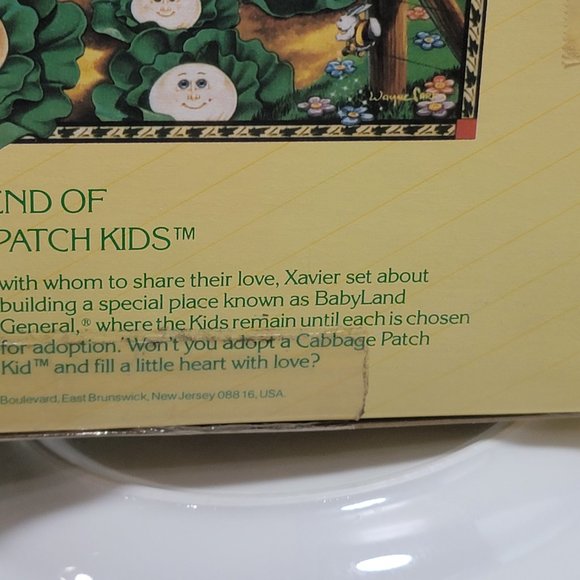 END OF
PATCH KIDS™
with whom to share their love, Xavier set about
building a special place known as BabyLand
General,® where the Kids remain until each is chosen
for adoption. Won't you adopt a Cabbage Patch
Kid™ and fill a little heart with love?
Boulevard, East Brunswick, New Jersey 08816, USA.